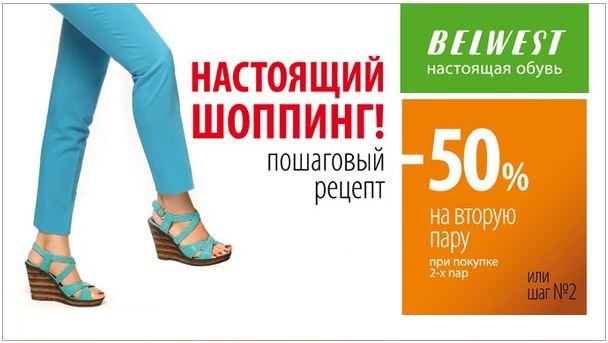 НАСТОЯЩИЙ
ШОППИНГ!
пошаговый
рецепт
BELWEST
настоящая обувь
-50%
на вторую
пару
при покупке
2-х пар
или
шаг №2